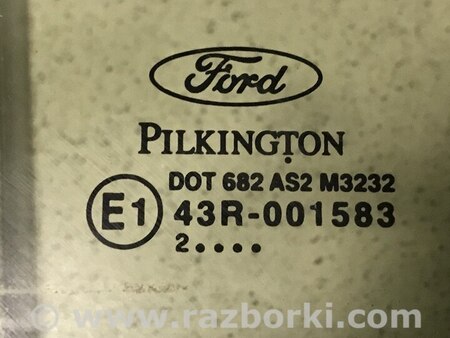 Ford
PILKINGTON
DOT 682 AS2 M3232
E1 43R-001583
2....
© www.razborki.com